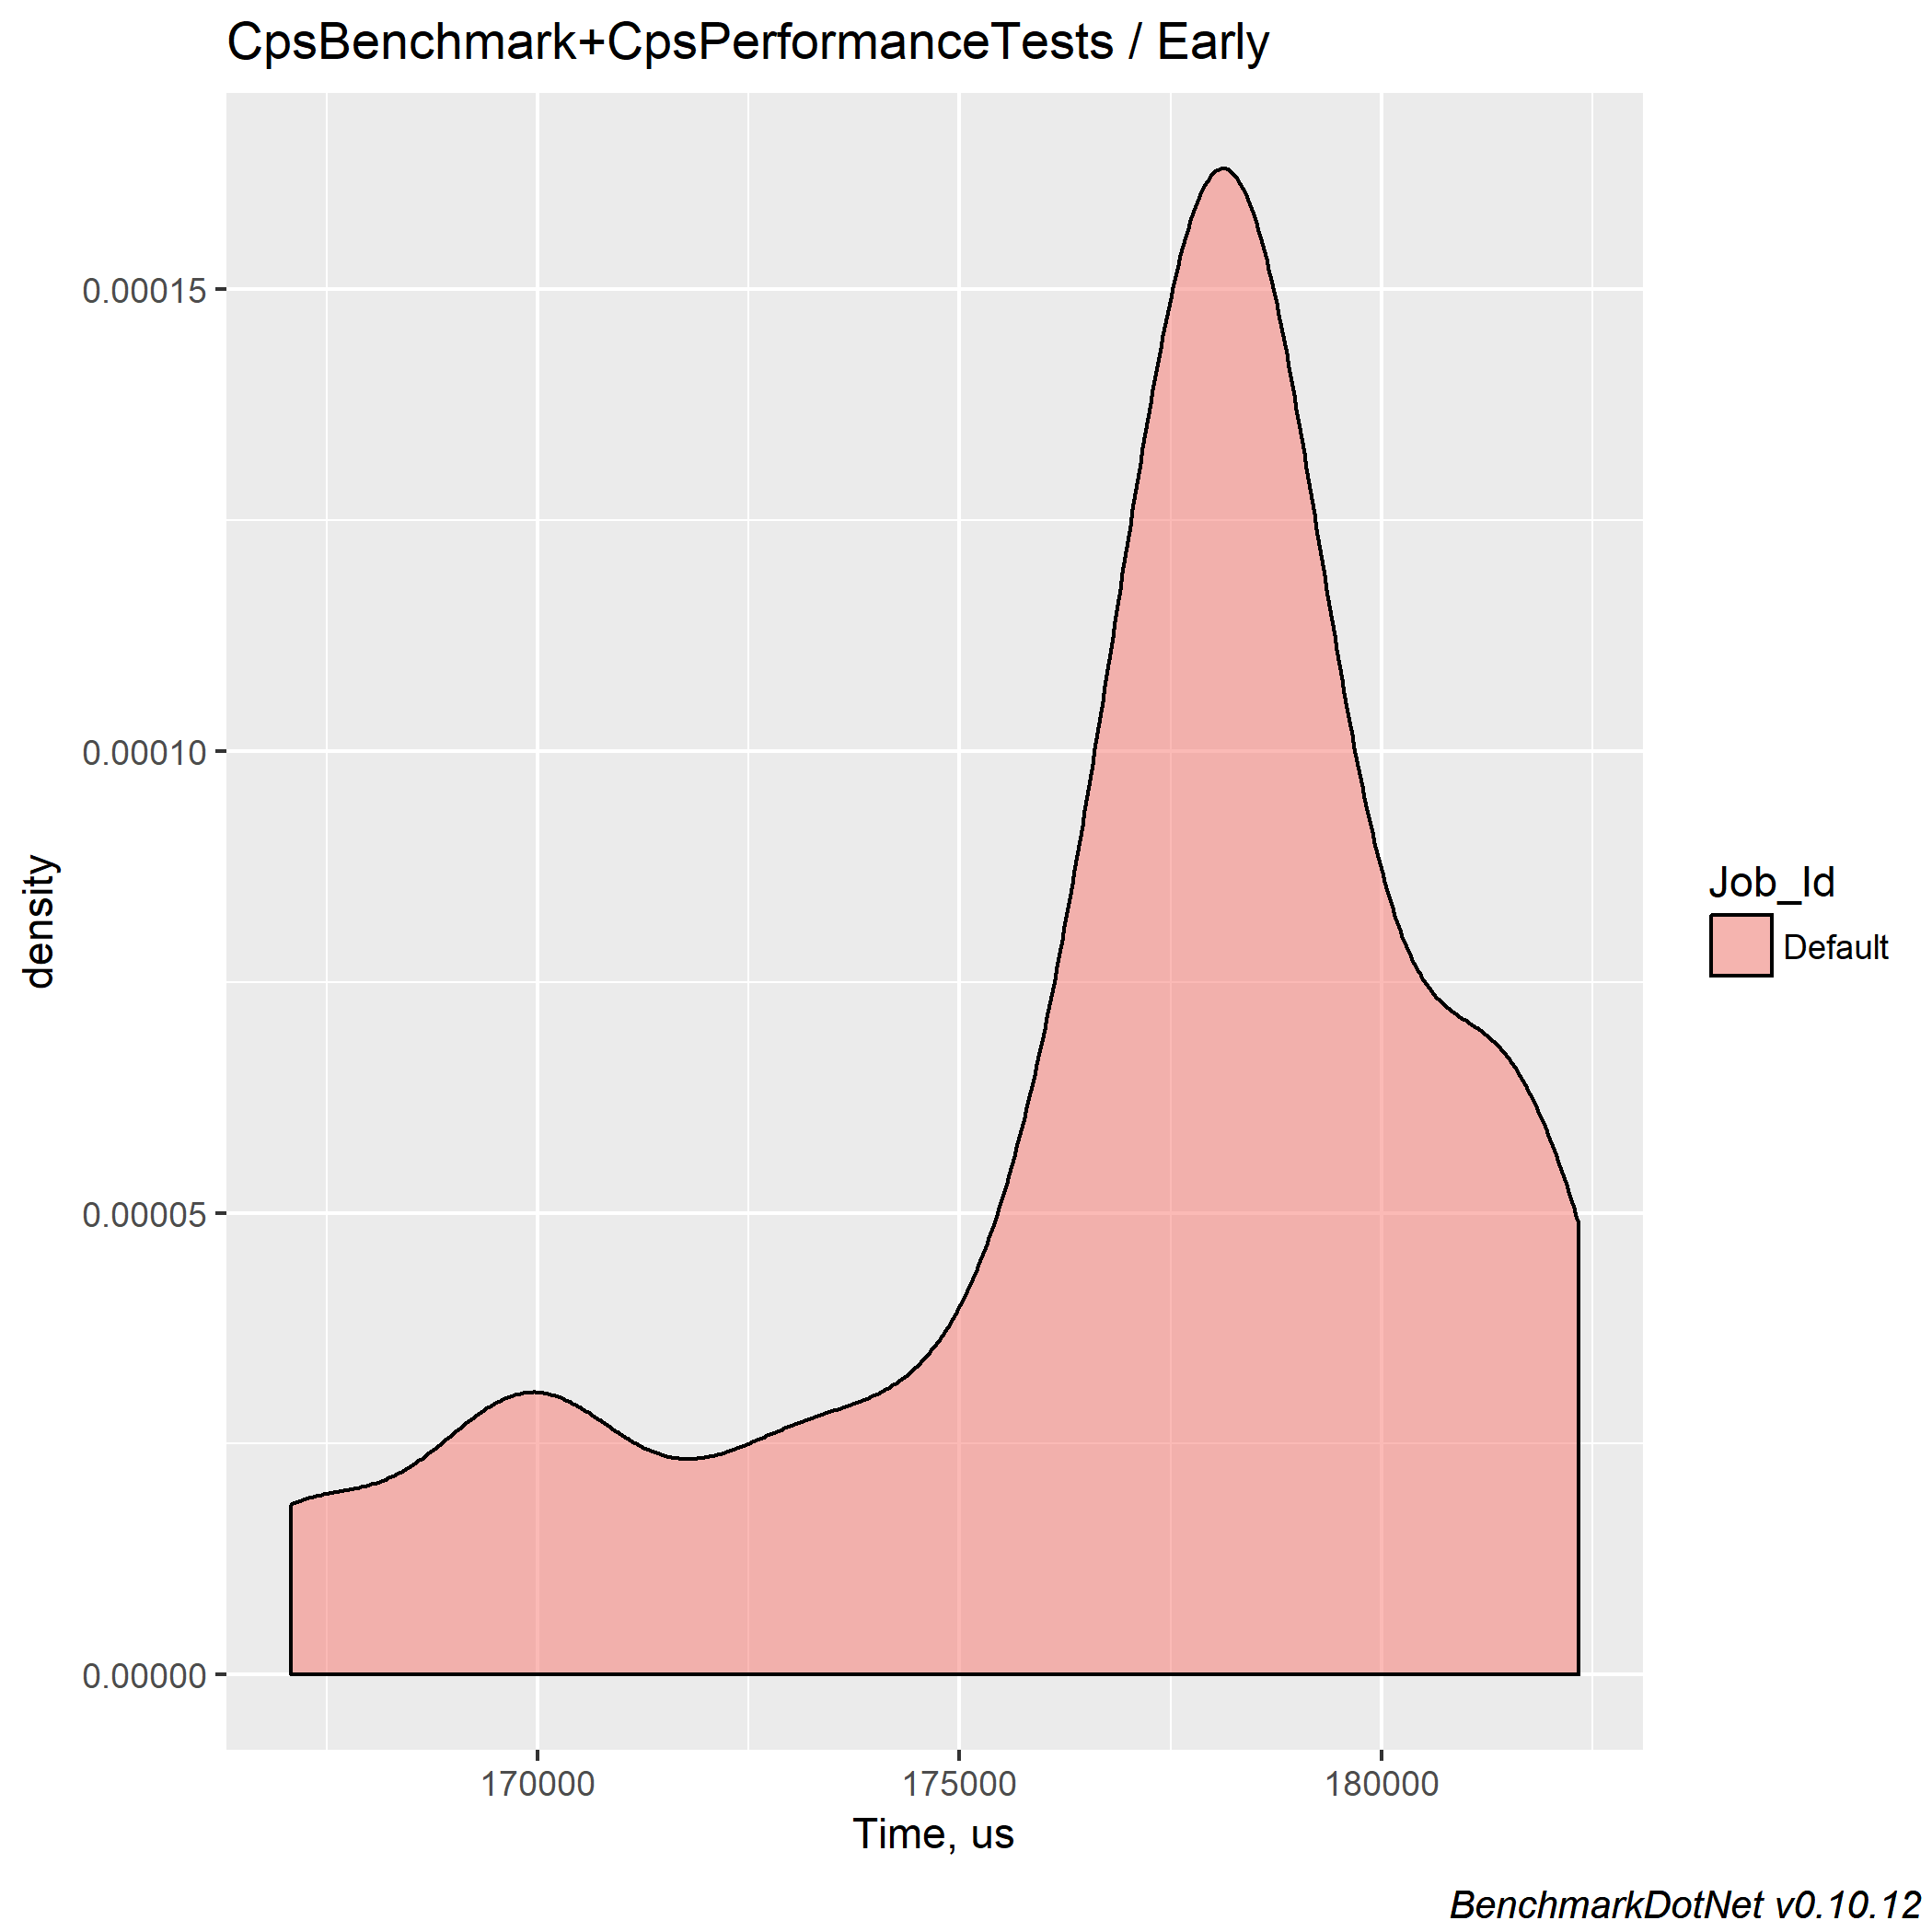 CpsBenchmark+CpsPerformanceTests / Early
0.00015
0.00010
0.00005
0.00000
density
170000 175000 180000
Time, us
Job_Id
Default
BenchmarkDotNet v0.10.12